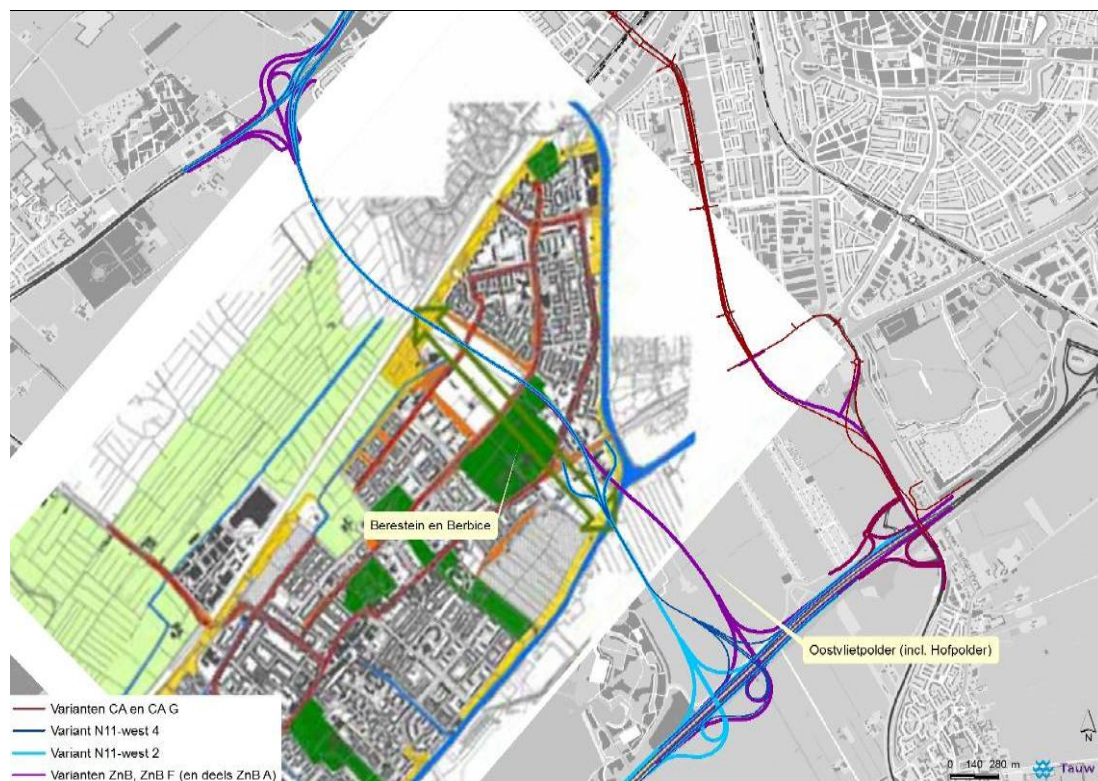 Berestein en Berbice
Oostvlietpolder (incl. Hofpolder)
Varianten CA en CA G
Variant N11-west 4
Variant N11-west 2
Varianten ZnB, ZnB F (en deels ZnB A)
N
0 140 280 m
Tauw